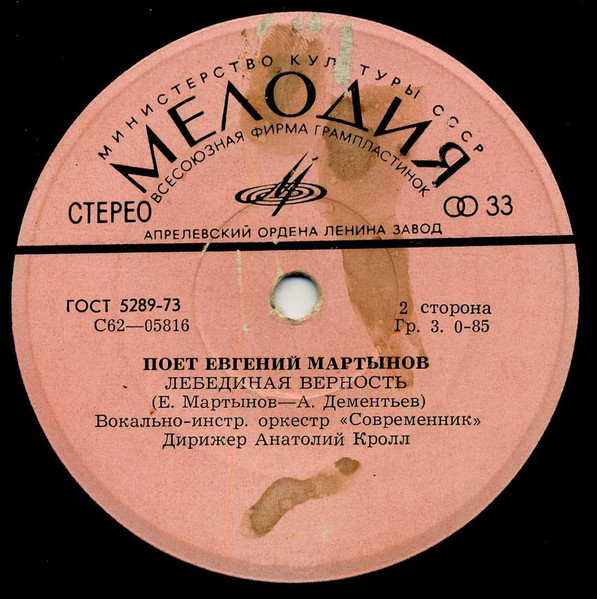 МИНИСТЕРСТВО КУЛЬТУРЫ СССР
МЕЛОДИЯ
ВСЕСОЮЗНАЯ ФИРМА ГРАМПЛАСТИНОК
СТЕРЕО
33
АПРЕЛЕВСКИЙ ОРДЕНА ЛЕНИНА ЗАВОД
ГОСТ 5289-73
2 сторона
С62—05816
Гр. 3. 0-85
ПОЕТ ЕВГЕНИЙ МАРТЫНОВ
ЛЕБЕДИНАЯ ВЕРНОСТЬ
(Е. Мартынов—А. Дементьев)
Вокально-инстр. оркестр «Современник»
Дирижер Анатолий Кролл